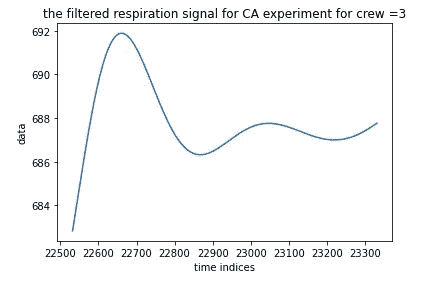 the filtered respiration signal for CA experiment for crew =3
692
690
688
686
684
data
22500 22600 22700 22800 22900 23000 23100 23200 23300
time indices